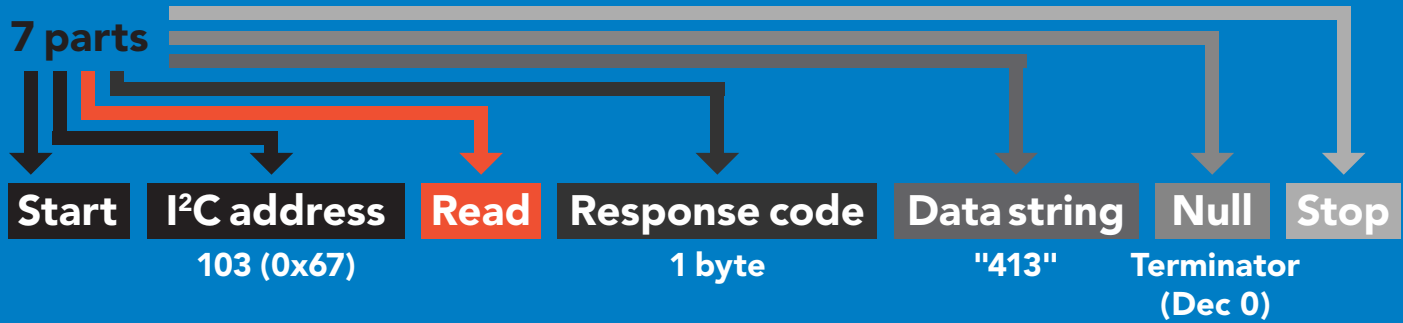 7 parts
Start I²C address Read Response code Data string Null Stop
103 (0x67) 1 byte "413" Terminator
(Dec 0)